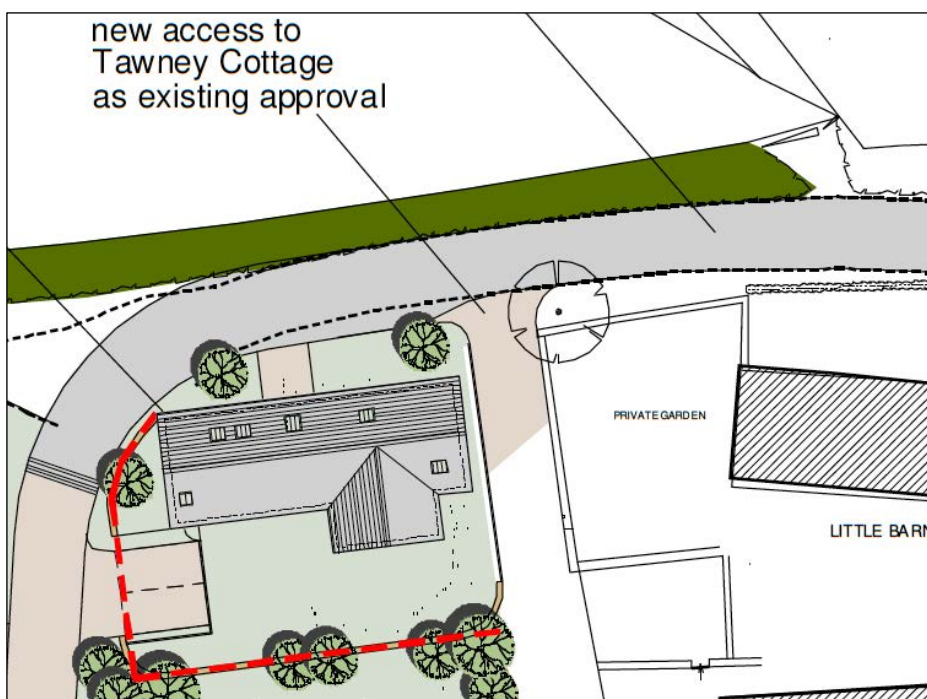 new access to
Tawney Cottage
as existing approval
PRIVATE GARDEN
LITTLE BARN